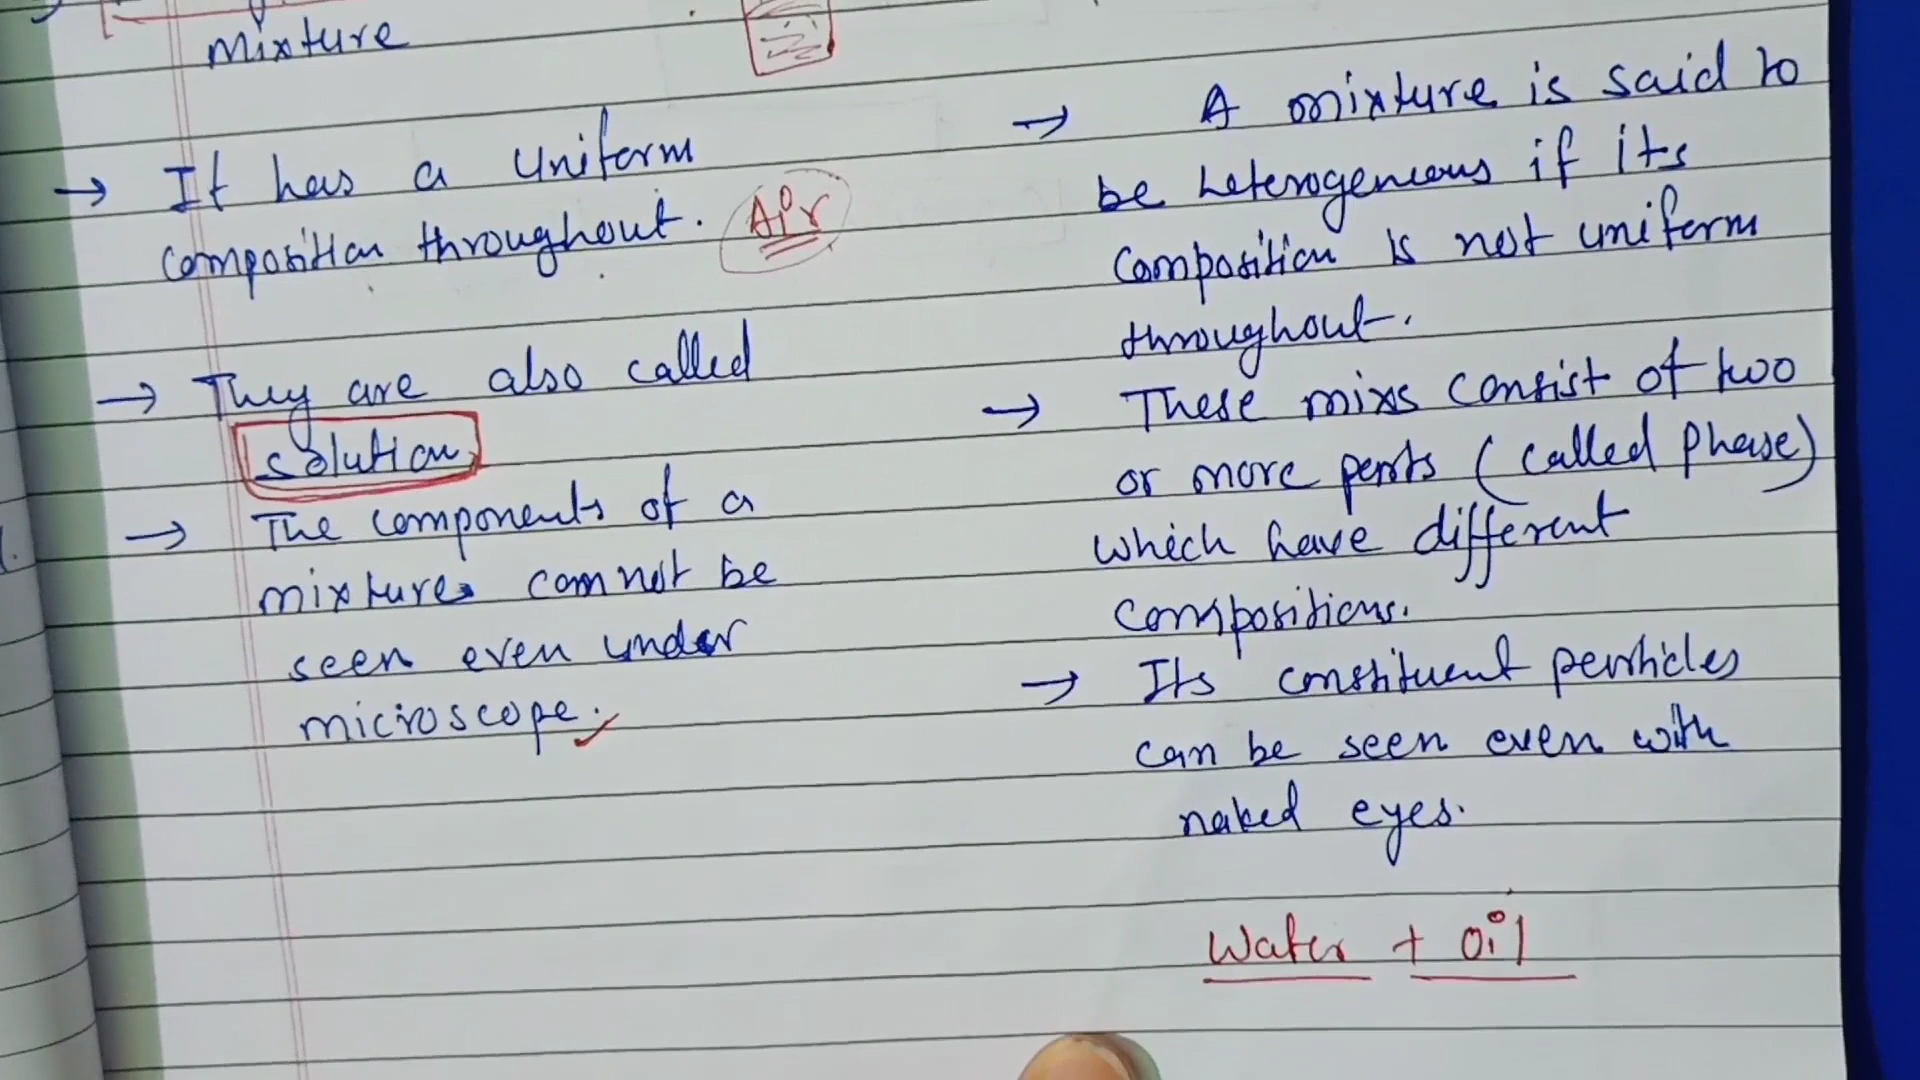 mixture
→ It has a uniform
composition throughout. Air
→ They are also called
solution
→ The components of a
mixtures cannot be
seen even under
microscope.
→ A mixture is said to
be heterogeneous if its
composition is not uniform
throughout.
→ These mixs consist of two
or more parts (called phase)
which have different
compositions.
→ Its constituent particles
can be seen even with
naked eyes.
Water + oil